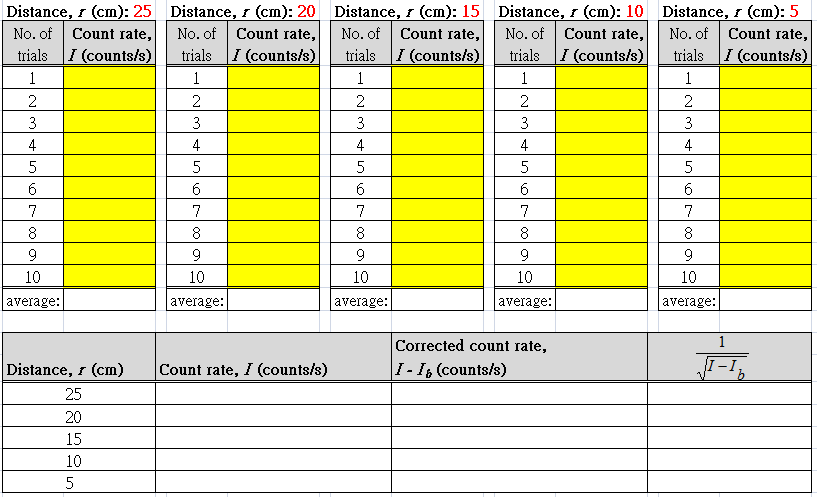 Distance, r (cm): 25 Distance, r (cm): 20 Distance, r (cm): 15 Distance, r (cm): 10 Distance, r (cm): 5
No. of Count rate, No. of Count rate, No. of Count rate, No. of Count rate, No. of Count rate,
trials I (counts/s) trials I (counts/s) trials I (counts/s) trials I (counts/s) trials I (counts/s)
1 1 1 1 1
2 2 2 2 2
3 3 3 3 3
4 4 4 4 4
5 5 5 5 5
6 6 6 6 6
7 7 7 7 7
8 8 8 8 8
9 9 9 9 9
10 10 10 10 10
average: average: average: average: average:
Corrected count rate, 1
Distance, r (cm) Count rate, I (counts/s) I - Ib (counts/s) √I-Ib
25
20
15
10
5